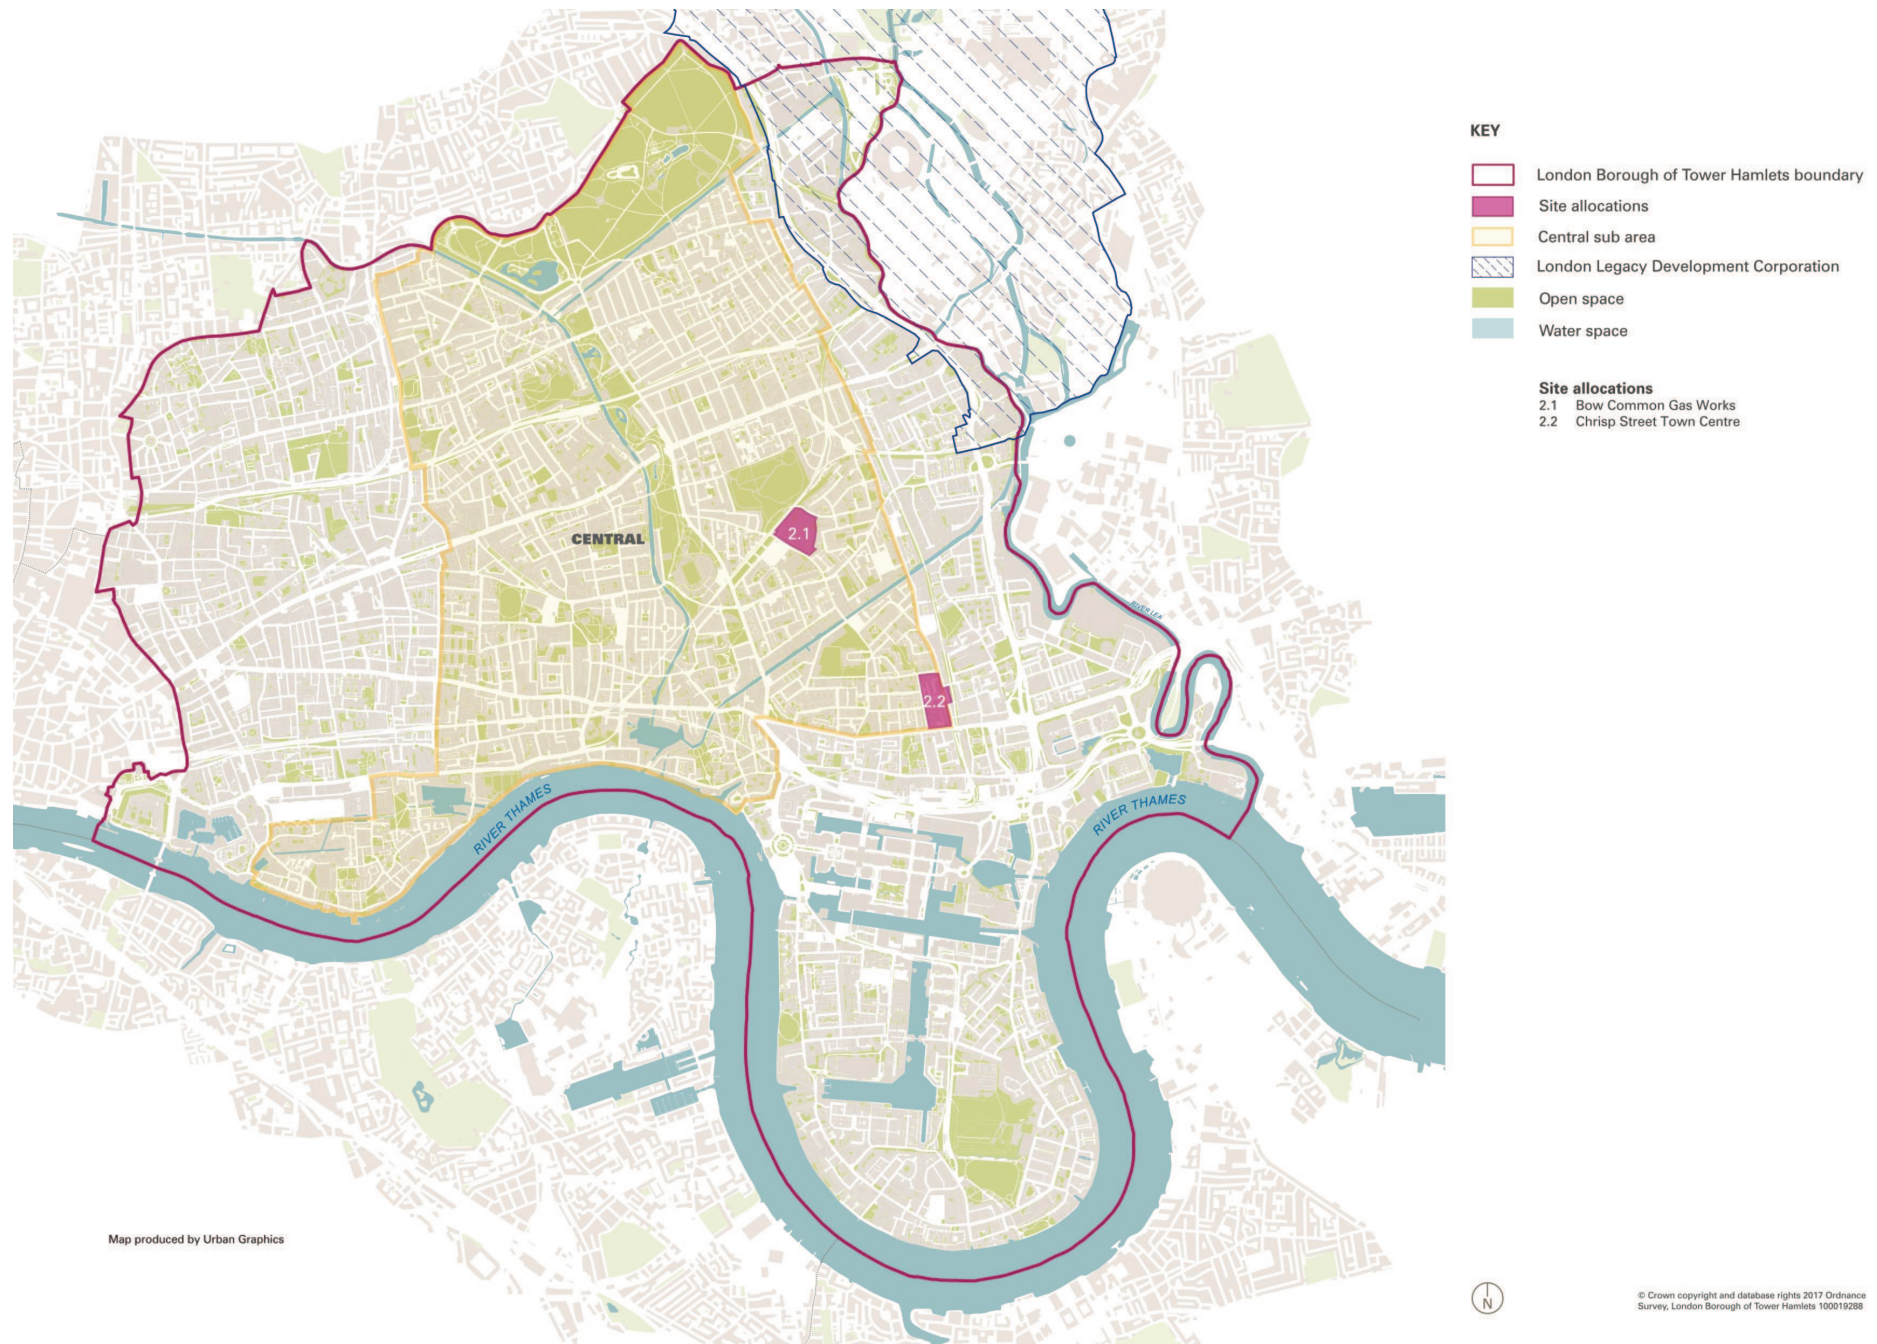 KEY
London Borough of Tower Hamlets boundary
Site allocations
Central sub area
London Legacy Development Corporation
Open space
Water space
Site allocations
2.1 Bow Common Gas Works
2.2 Chrisp Street Town Centre
CENTRAL
2.1
RIVER LEA
2.2
RIVER THAMES
RIVER THAMES
Map produced by Urban Graphics
N
© Crown copyright and database rights 2017 Ordnance
Survey, London Borough of Tower Hamlets 100019288